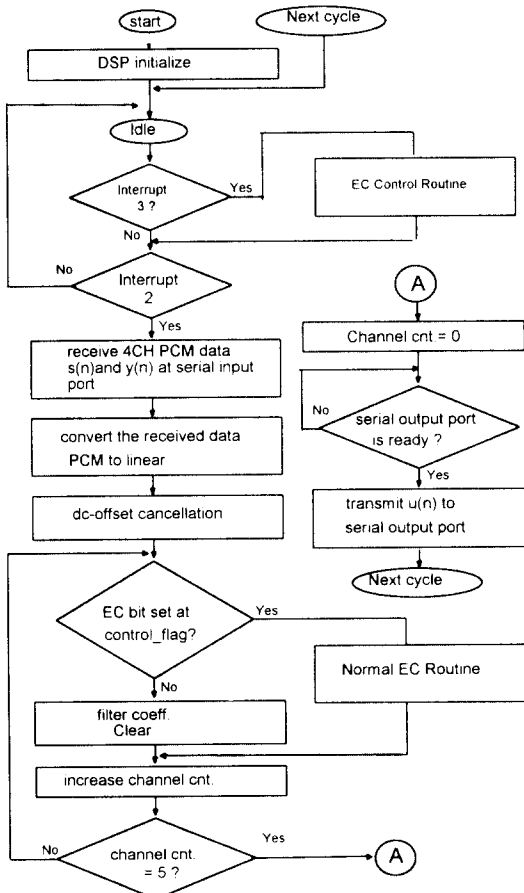 start
Next cycle
DSP initialize
Idle
Interrupt
3 ?
Yes
EC Control Routine
No
No
Interrupt
2
Yes
receive 4CH PCM data
s(n)and y(n) at serial input
port
convert the received data
PCM to linear
dc-offset cancellation
EC bit set at
control_flag?
Yes
Normal EC Routine
No
filter coeff.
Clear
increase channel cnt.
No
channel cnt.
= 5 ?
Yes
A
A
Channel cnt. = 0
No
serial output port
is ready ?
Yes
transmit u(n) to
serial output port
Next cycle